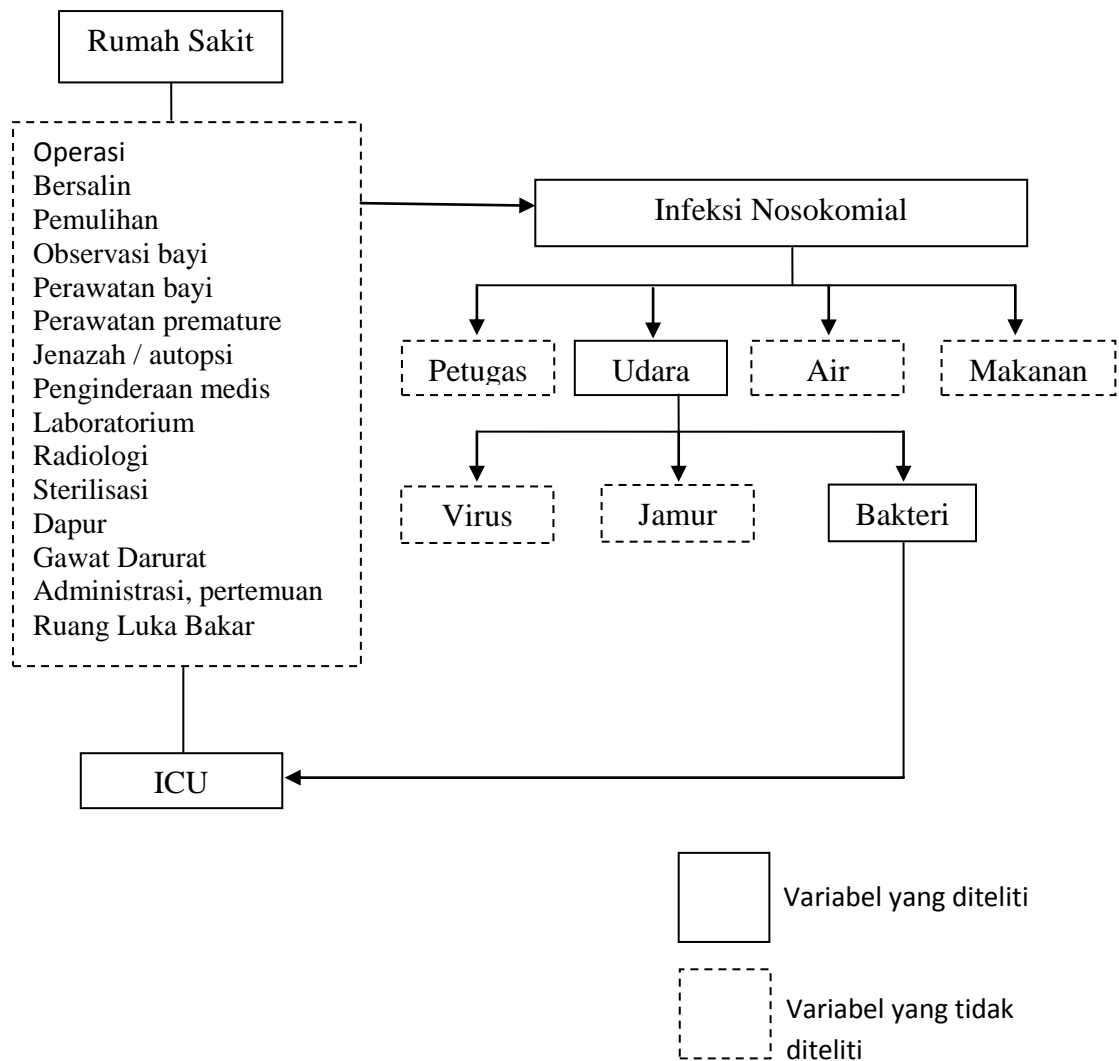 Rumah Sakit
Operasi
Bersalin
Pemulihan
Observasi bayi
Perawatan bayi
Perawatan premature
Jenazah / autopsi
Penginderaan medis
Laboratorium
Radiologi
Sterilisasi
Dapur
Gawat Darurat
Administrasi, pertemuan
Ruang Luka Bakar
Infeksi Nosokomial
Petugas
Udara
Air
Makanan
Virus
Jamur
Bakteri
ICU
Variabel yang diteliti
Variabel yang tidak
diteliti